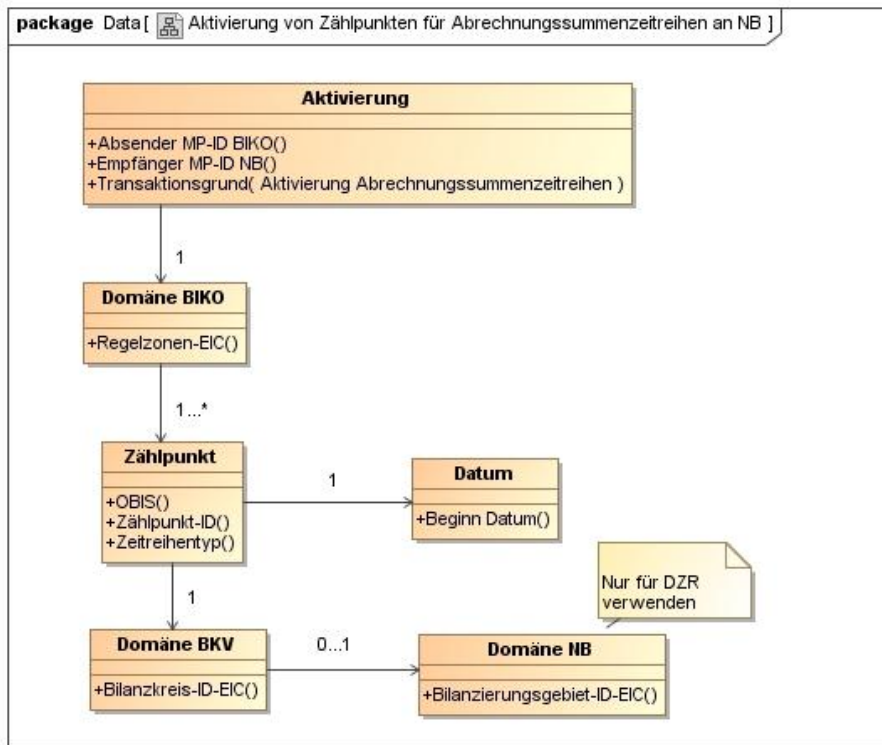 package Data [ Aktivierung von Zählpunkten für Abrechnungssummenzeitreihen an NB ]
Aktivierung
+Absender MP-ID BIKO()
+Empfänger MP-ID NB()
+Transaktionsgrund( Aktivierung Abrechnungssummenzeitreihen )
1
Domäne BIKO
+Regelzonen-EIC()
1...*
Zählpunkt
+OBIS()
+Zählpunkt-ID()
+Zeitreihentyp()
1
Datum
+Beginn Datum()
Nur für DZR
verwenden
1
Domäne BKV
+Bilanzkreis-ID-EIC()
0...1
Domäne NB
+Bilanzierungsgebiet-ID-EIC()